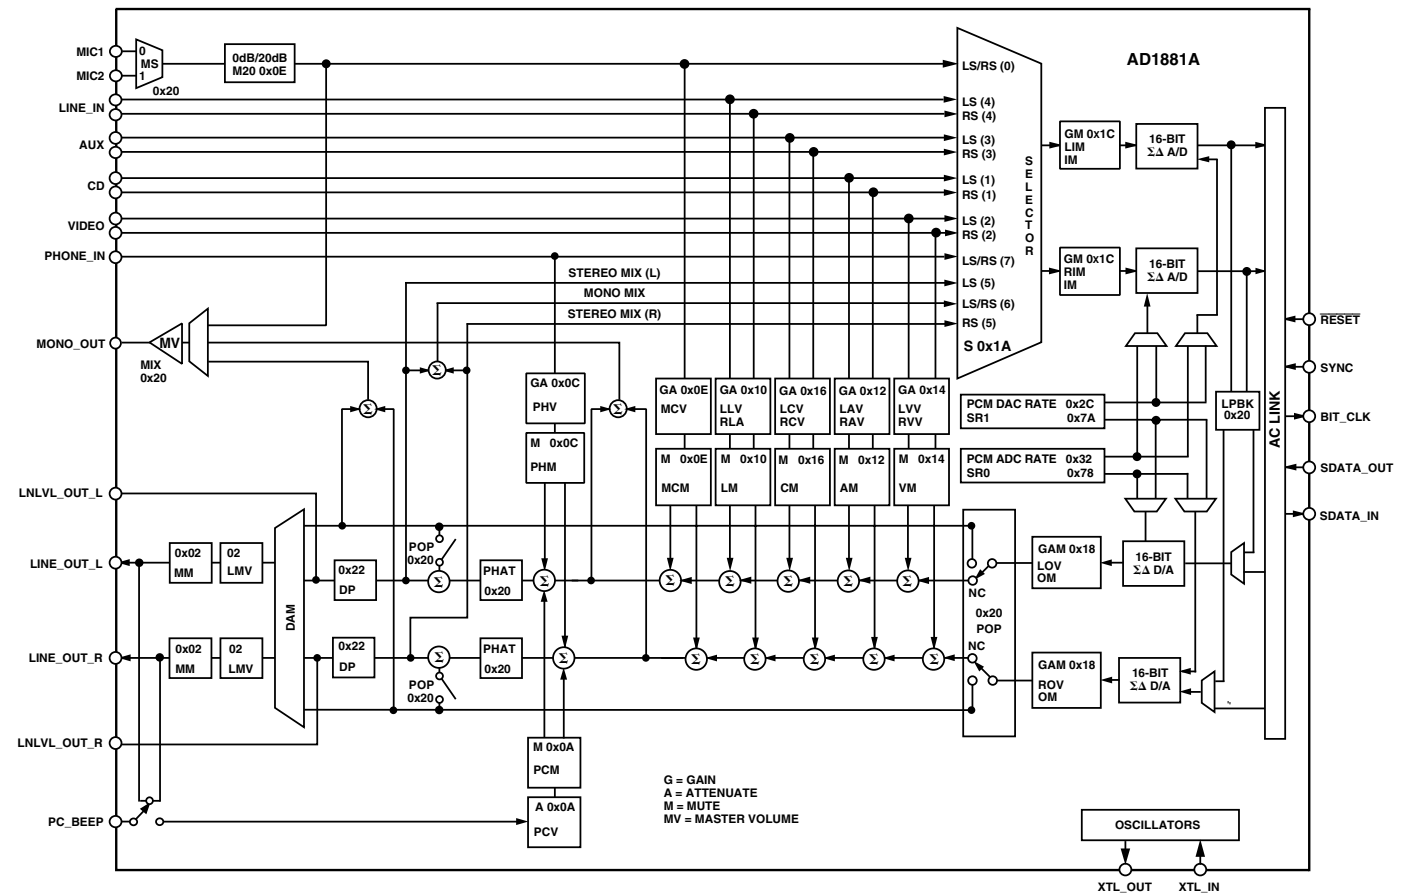 AD1881A
MIC1
MIC2
0
MS
1
0x20
0dB/20dB
M20 0x0E
LINE_IN
AUX
CD
VIDEO
PHONE_IN
MONO_OUT
MV
MIX
0x20
STEREO MIX (L)
MONO MIX
STEREO MIX (R)
LS/RS (0)
LS (4)
RS (4)
LS (3)
RS (3)
LS (1)
RS (1)
LS (2)
RS (2)
LS/RS (7)
LS (5)
LS/RS (6)
RS (5)
SELECTOR
S 0x1A
GM 0x1C
LIM
IM
16-BIT
ΣΔ A/D
GM 0x1C
RIM
IM
16-BIT
ΣΔ A/D
RESET
SYNC
BIT_CLK
SDATA_OUT
SDATA_IN
AC LINK
LPBK
0x20
PCM DAC RATE 0x2C
SR1 0x7A
PCM ADC RATE 0x32
SR0 0x78
Σ
Σ
Σ
GA 0x0C
PHV
M 0x0C
PHM
GA 0x0E
MCV
GA 0x10
LLV
RLA
GA 0x16
LCV
RCV
GA 0x12
LAV
RAV
GA 0x14
LVV
RVV
M 0x0E
MCM
M 0x10
LM
M 0x16
CM
M 0x12
AM
M 0x14
VM
LNLVL_OUT_L
LINE_OUT_L
0x02
MM
02
LMV
DAM
0x22
DP
POP
0x20
Σ
PHAT
0x20
Σ
Σ
Σ
Σ
Σ
Σ
NC
0x20
POP
NC
GAM 0x18
LOV
OM
16-BIT
ΣΔ D/A
LINE_OUT_R
0x02
MM
02
LMV
0x22
DP
Σ
POP
0x20
PHAT
0x20
Σ
Σ
Σ
Σ
Σ
Σ
GAM 0x18
ROV
OM
16-BIT
ΣΔ D/A
LNLVL_OUT_R
M 0x0A
PCM
A 0x0A
PCV
PC_BEEP
G = GAIN
A = ATTENUATE
M = MUTE
MV = MASTER VOLUME
OSCILLATORS
XTL_OUT
XTL_IN